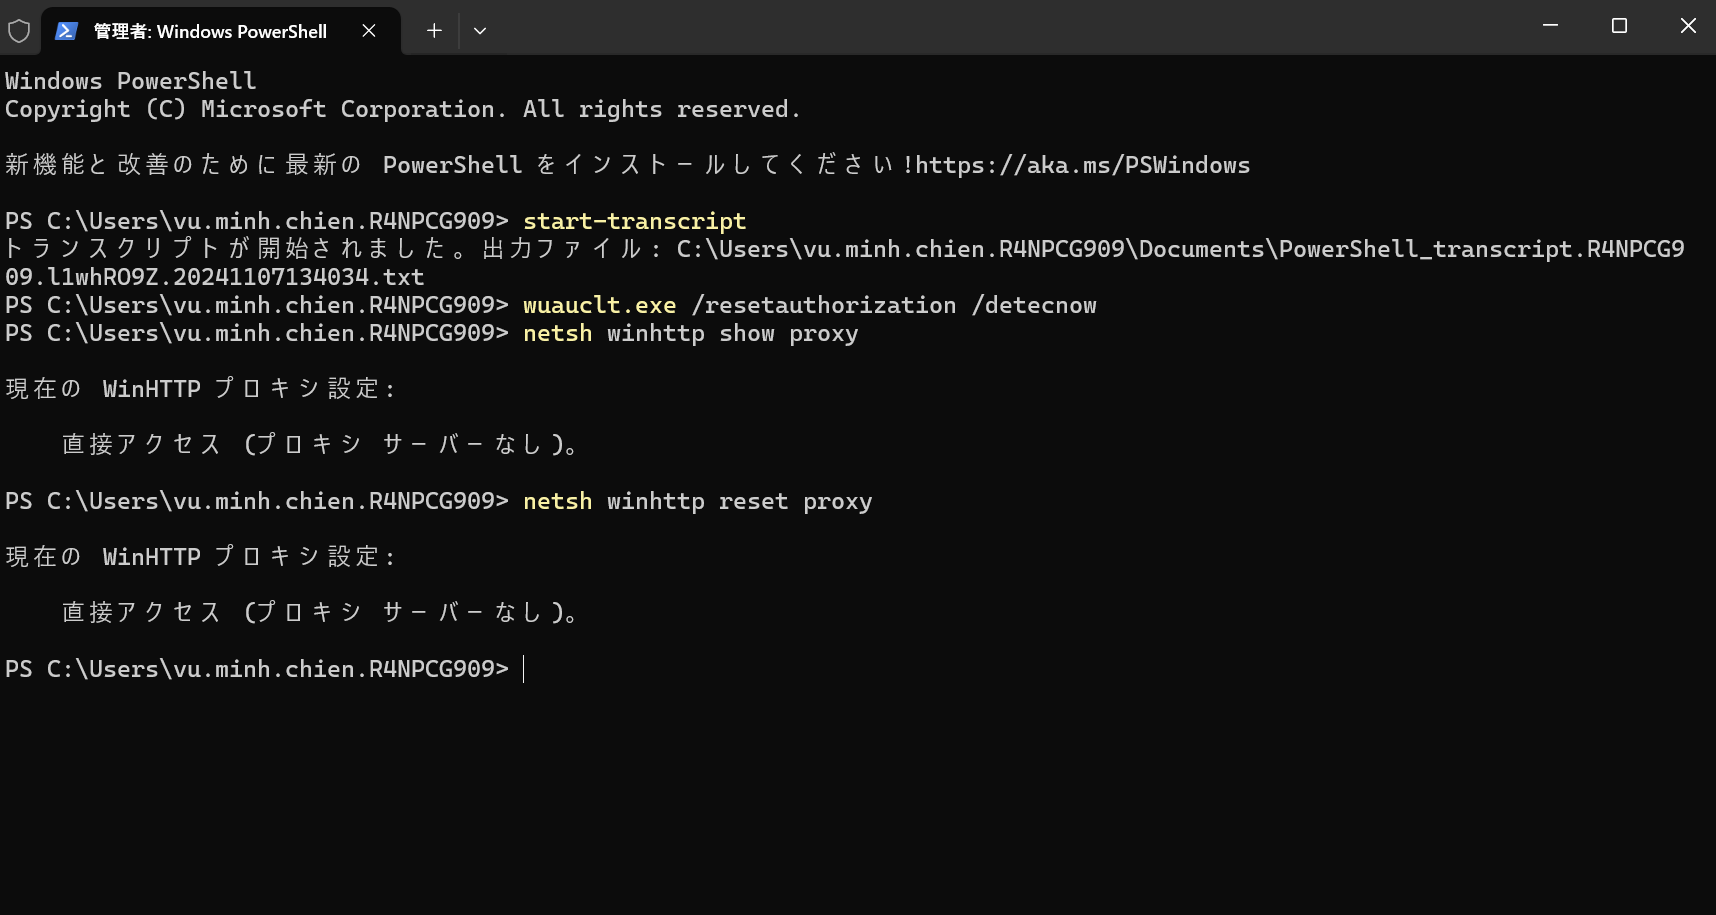 管理者: Windows PowerShell
Windows PowerShell
Copyright (C) Microsoft Corporation. All rights reserved.
新機能と改善のために最新の PowerShell をインストールしてください!https://aka.ms/PSWindows
PS C:\Users\vu.minh.chien.R4NPCG909> start-transcript
トランスクリプトが開始されました。出力ファイル: C:\Users\vu.minh.chien.R4NPCG909\Documents\PowerShell_transcript.R4NPCG9
09.l1whRO9Z.20241107134034.txt
PS C:\Users\vu.minh.chien.R4NPCG909> wuauclt.exe /resetauthorization /detecnow
PS C:\Users\vu.minh.chien.R4NPCG909> netsh winhttp show proxy
現在の WinHTTP プロキシ設定:
直接アクセス (プロキシ サーバーなし)。
PS C:\Users\vu.minh.chien.R4NPCG909> netsh winhttp reset proxy
現在の WinHTTP プロキシ設定:
直接アクセス (プロキシ サーバーなし)。
PS C:\Users\vu.minh.chien.R4NPCG909>